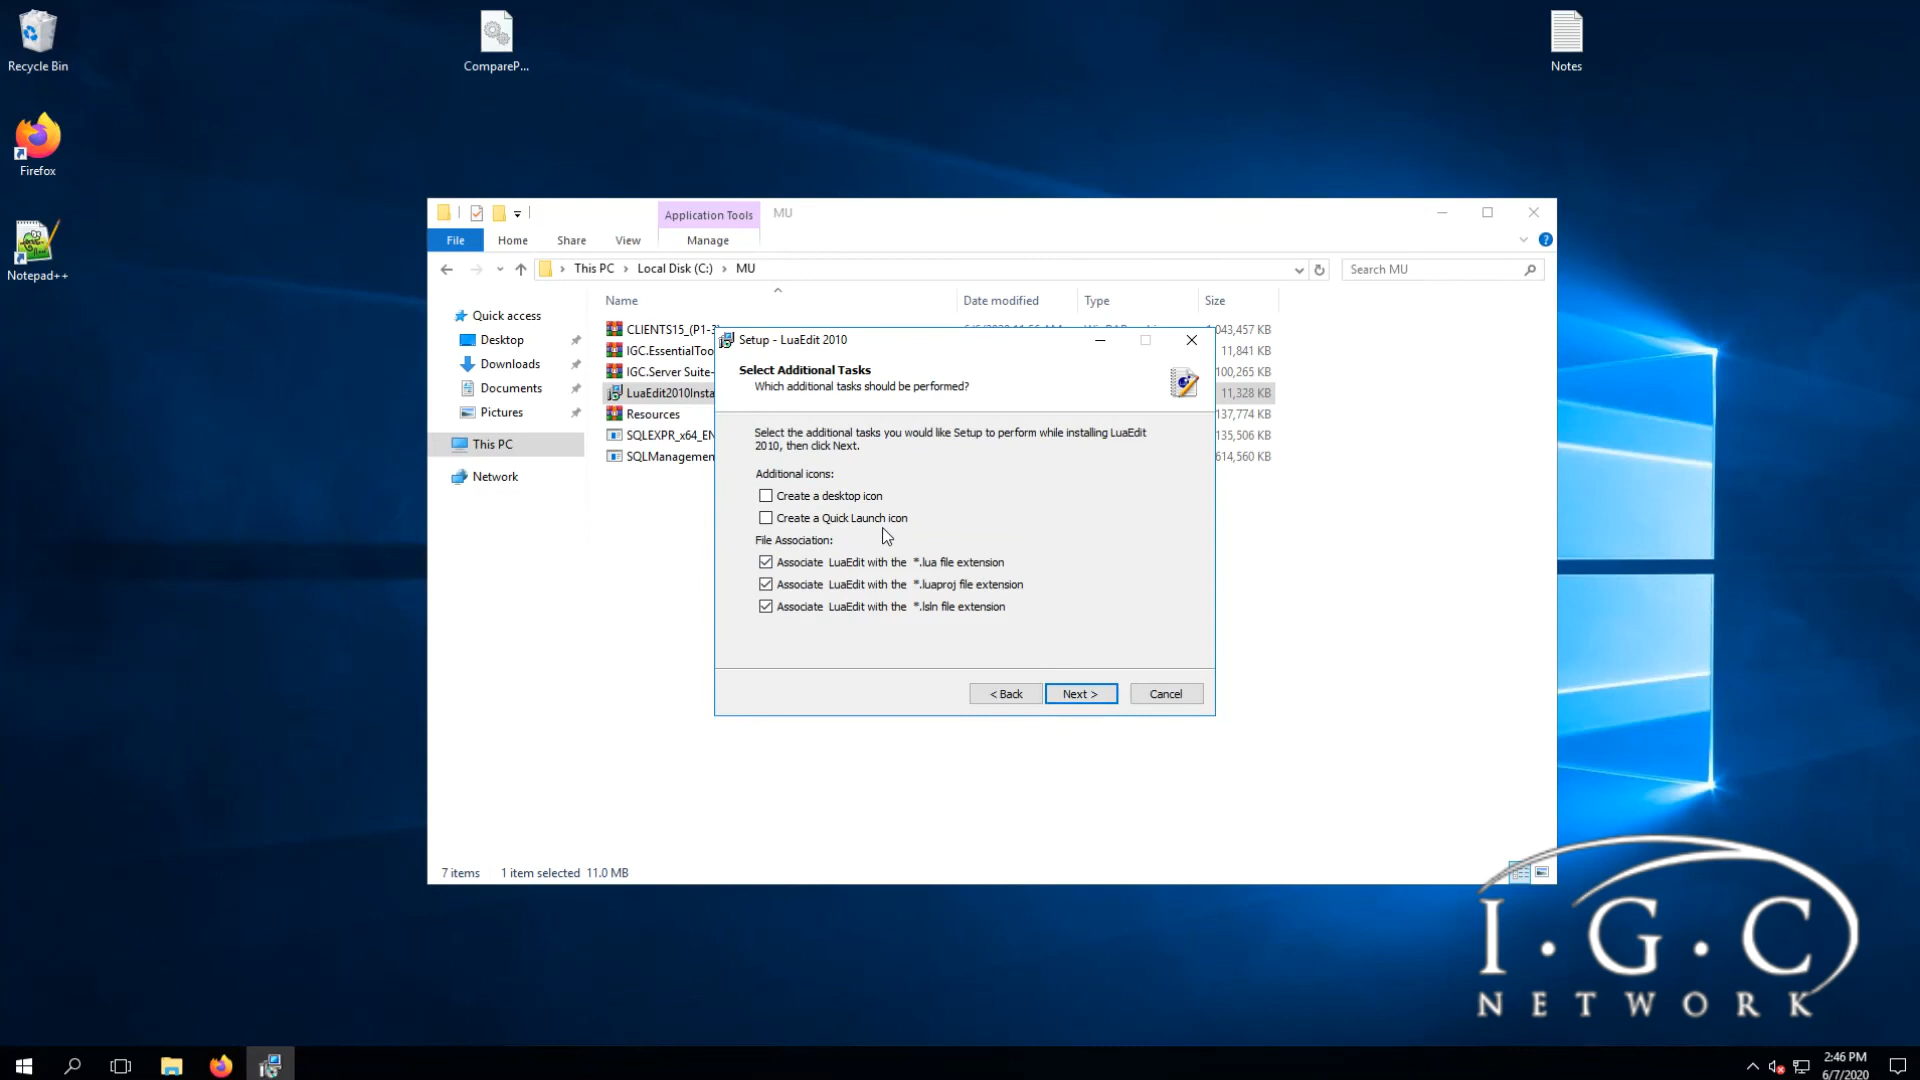 Recycle Bin
CompareP...
Notes
Firefox
Notepad++
Application Tools
MU
File
Home
Share
View
Manage
This PC
Local Disk (C:)
MU
Search MU
Name
Date modified
Type
Size
Quick access
Desktop
Downloads
Documents
Pictures
This PC
Network
CLIENTS15_(P1-
1,043,457 KB
IGC.EssentialToo
11,841 KB
IGC.Server Suite-
100,265 KB
LuaEdit2010Insta
11,328 KB
Resources
137,774 KB
SQLEXPR_x64_EN
135,506 KB
SQLManagemen
614,560 KB
Setup - LuaEdit 2010
Select Additional Tasks
Which additional tasks should be performed?
Select the additional tasks you would like Setup to perform while installing LuaEdit
2010, then click Next.
Additional icons:
Create a desktop icon
Create a Quick Launch icon
File Association:
Associate LuaEdit with the *.lua file extension
Associate LuaEdit with the *.luaproj file extension
Associate LuaEdit with the *.lsln file extension
< Back
Next >
Cancel
7 items
1 item selected 11.0 MB
I·G·C
NETWORK
2:46 PM
6/7/2020